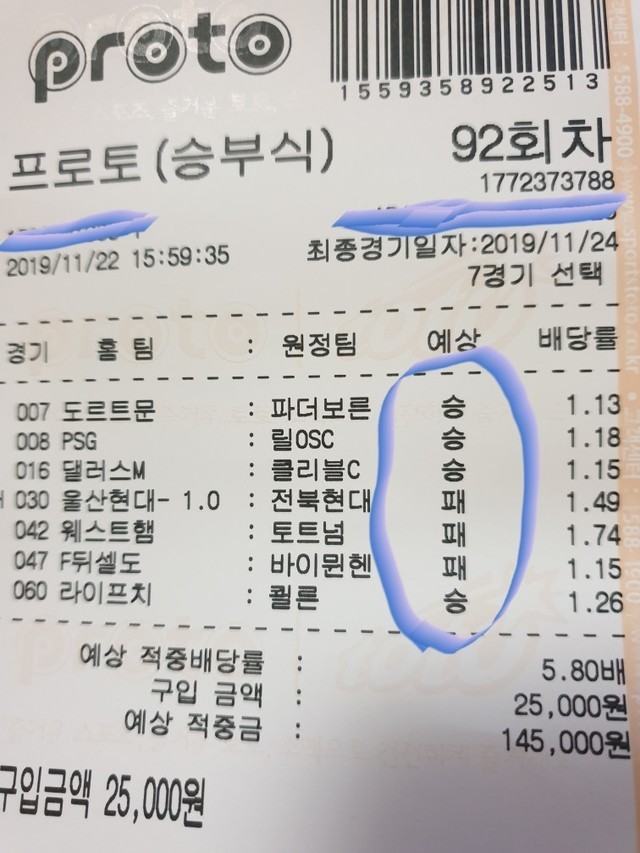 proto
1559358922513
프로토(승부식)
92회차
1772373788
2019/11/22 15:59:35
최종경기일자:2019/11/24
7경기 선택
경기 홈 팀 : 원정팀 예상 배당률
007 도르트문 : 파더보른 승 1.13
008 PSG : 릴OSC 승 1.18
016 댈러스M : 클리블C 승 1.15
030 울산현대- 1.0 : 전북현대 패 1.49
042 웨스트햄 : 토트넘 패 1.74
047 F뒤셀도 : 바이뮌헨 패 1.15
060 라이프치 : 쾰른 승 1.26
예상 적중배당률 : 5.80배
구입 금액 : 25,000원
예상 적중금 : 145,000원
구입금액 25,000원